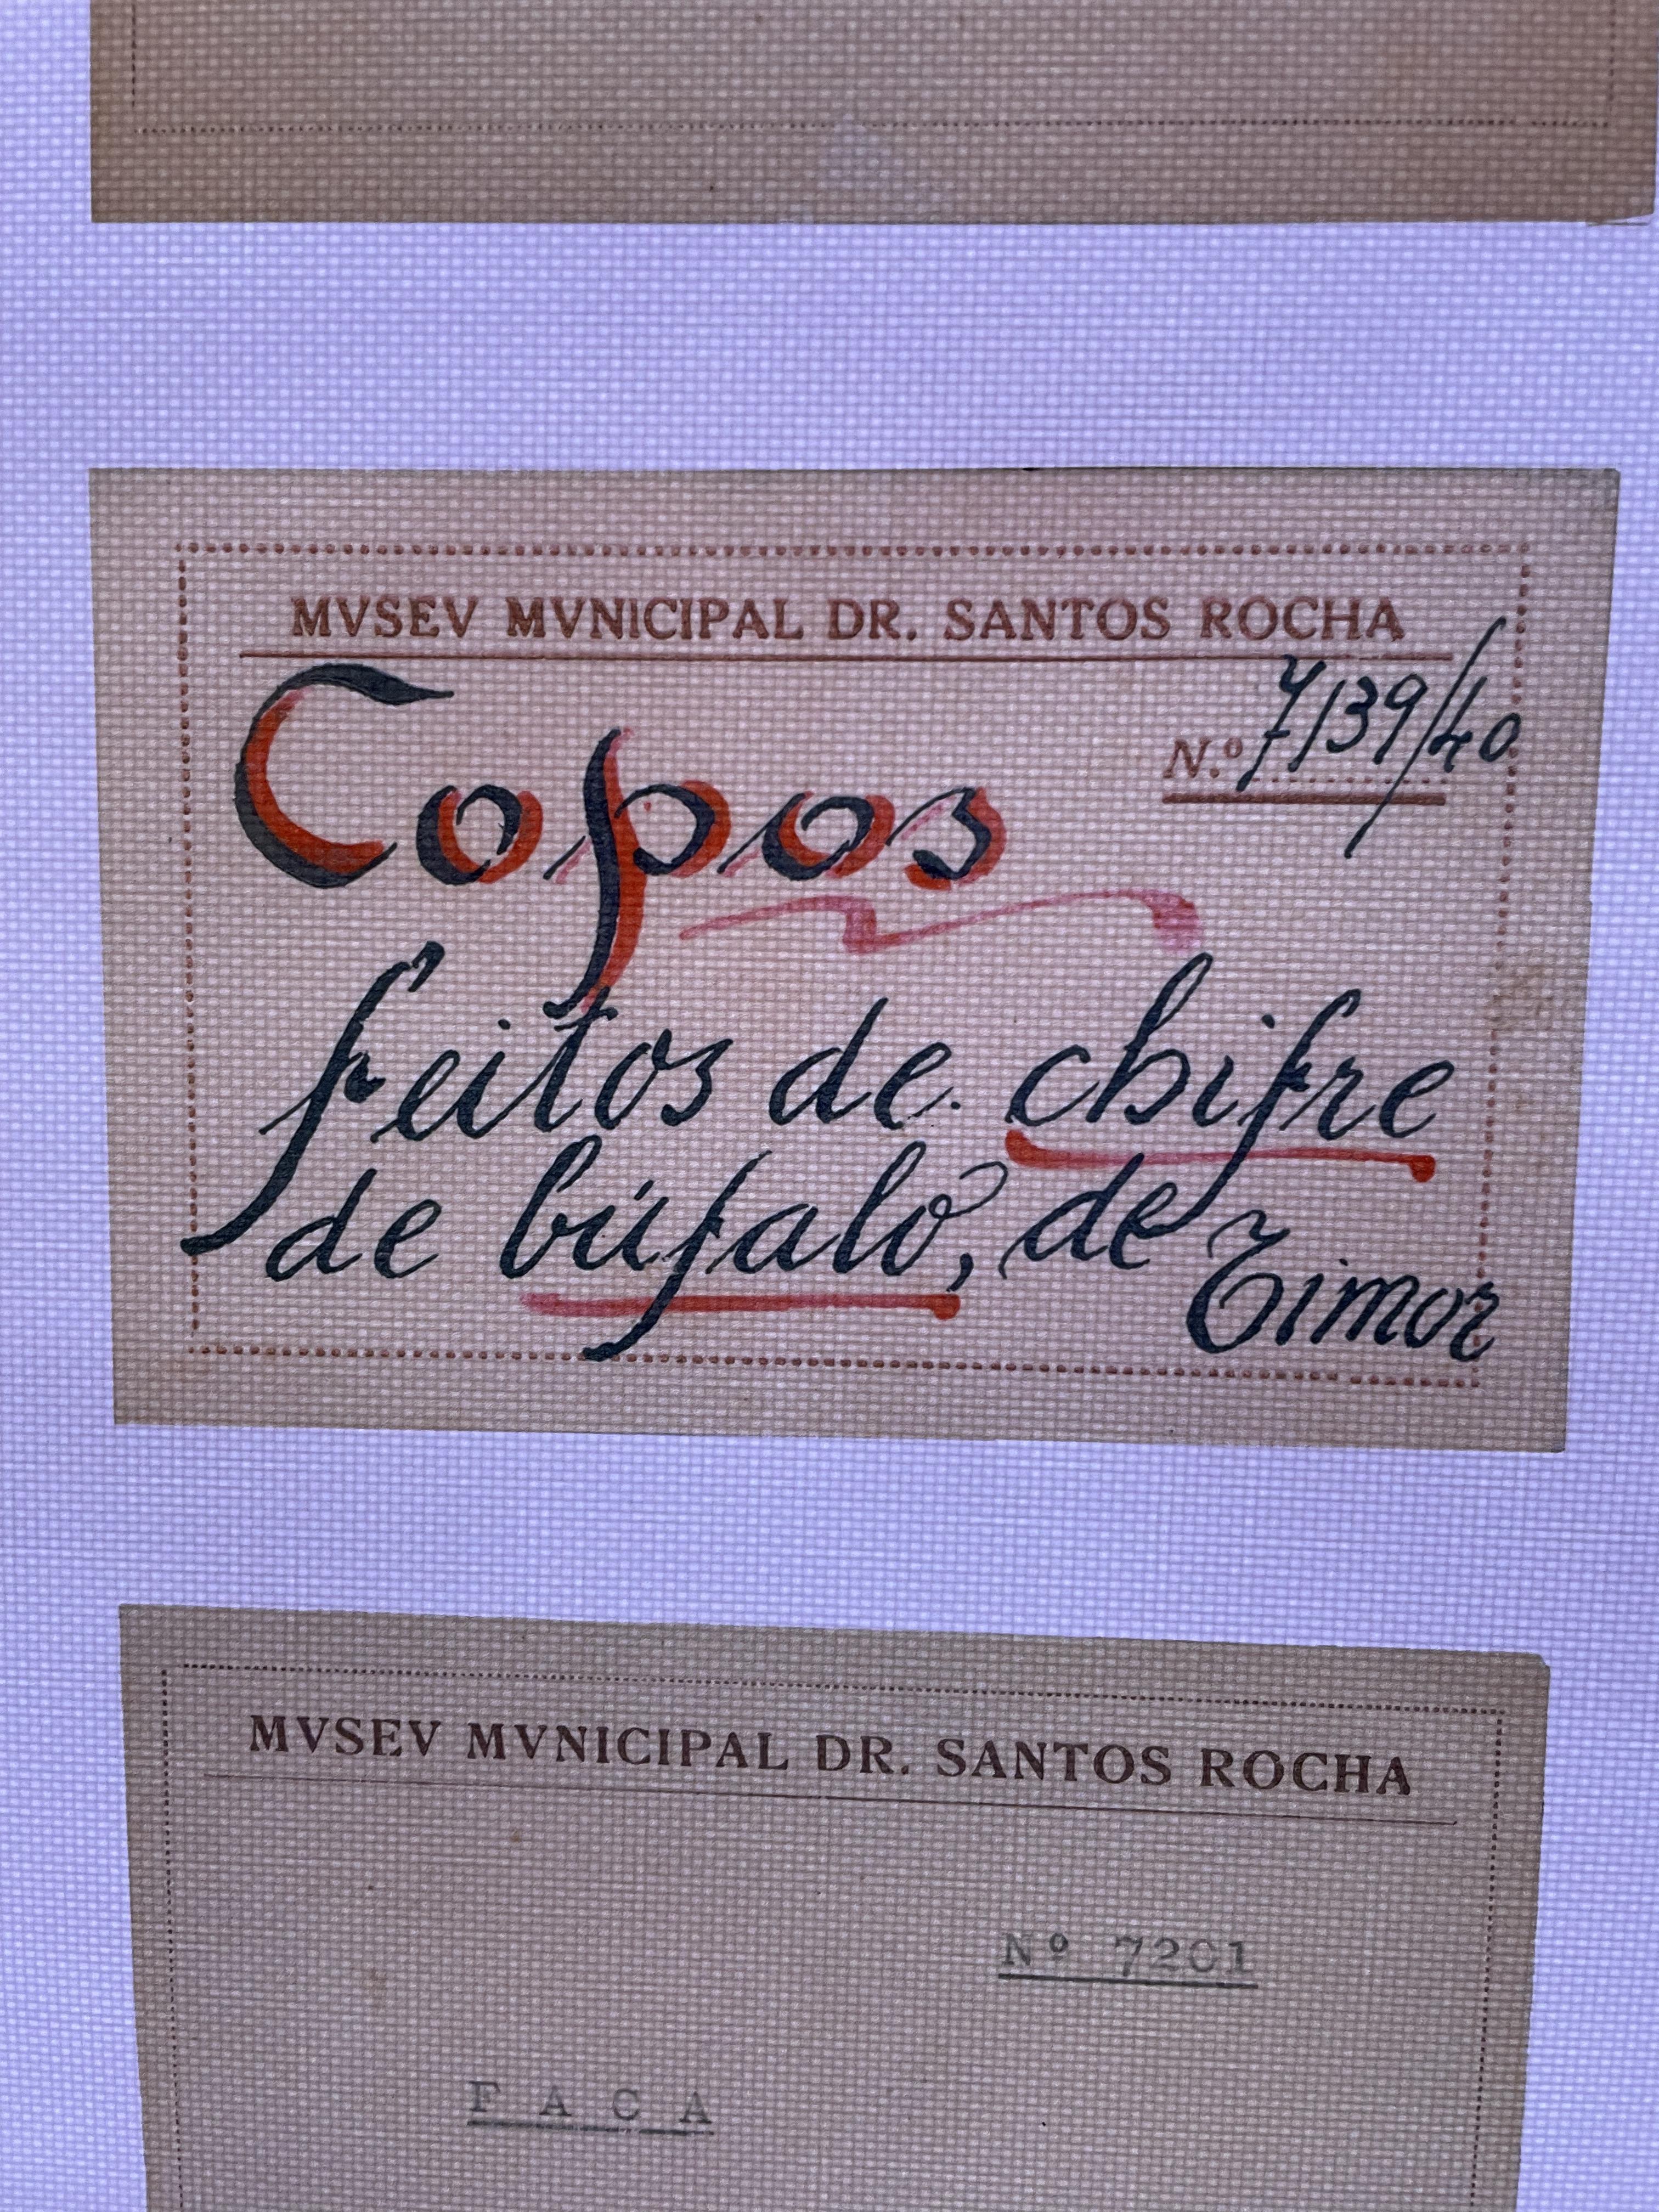 MVSEV MVNICIPAL DR. SANTOS ROCHA
N.º 7139/40
Copos
feitos de chifre
de búfalo, de Timor
MVSEV MVNICIPAL DR. SANTOS ROCHA
Nº 7201
FACA